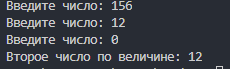 Введите число: 156
Введите число: 12
Введите число: 0
Второе число по величине: 12